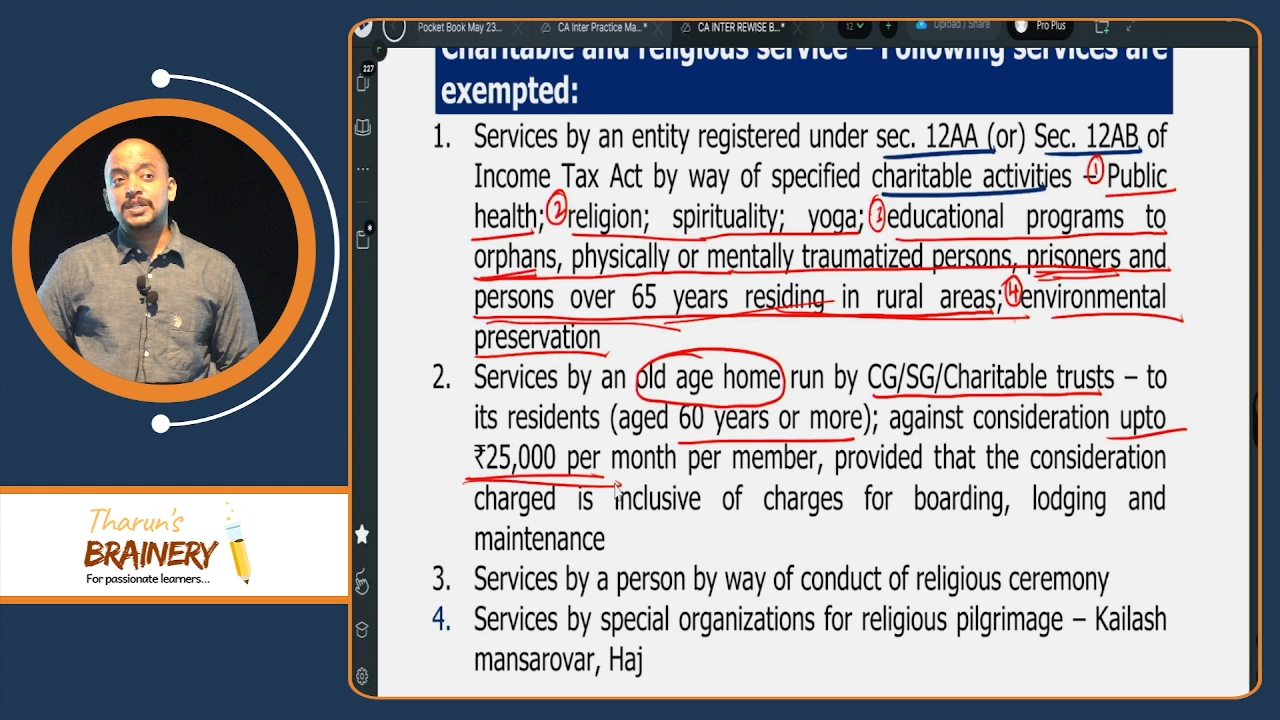 Pocket Book May 23...
CA Inter Practice Ma...*
CA INTER REWISE B...*
12
Upload / Share
Pro Plus
227
Charitable and religious service – Following services are
exempted:
1. Services by an entity registered under sec. 12AA (or) Sec. 12AB of
Income Tax Act by way of specified charitable activities – ① Public
health; ② religion; spirituality; yoga; ③ educational programs to
orphans, physically or mentally traumatized persons, prisoners and
persons over 65 years residing in rural areas; ④ environmental
preservation
2. Services by an old age home run by CG/SG/Charitable trusts – to
its residents (aged 60 years or more); against consideration upto
₹25,000 per month per member, provided that the consideration
charged is inclusive of charges for boarding, lodging and
maintenance
3. Services by a person by way of conduct of religious ceremony
4. Services by special organizations for religious pilgrimage – Kailash
mansarovar, Haj
Tharun's
BRAINERY
For passionate learners...